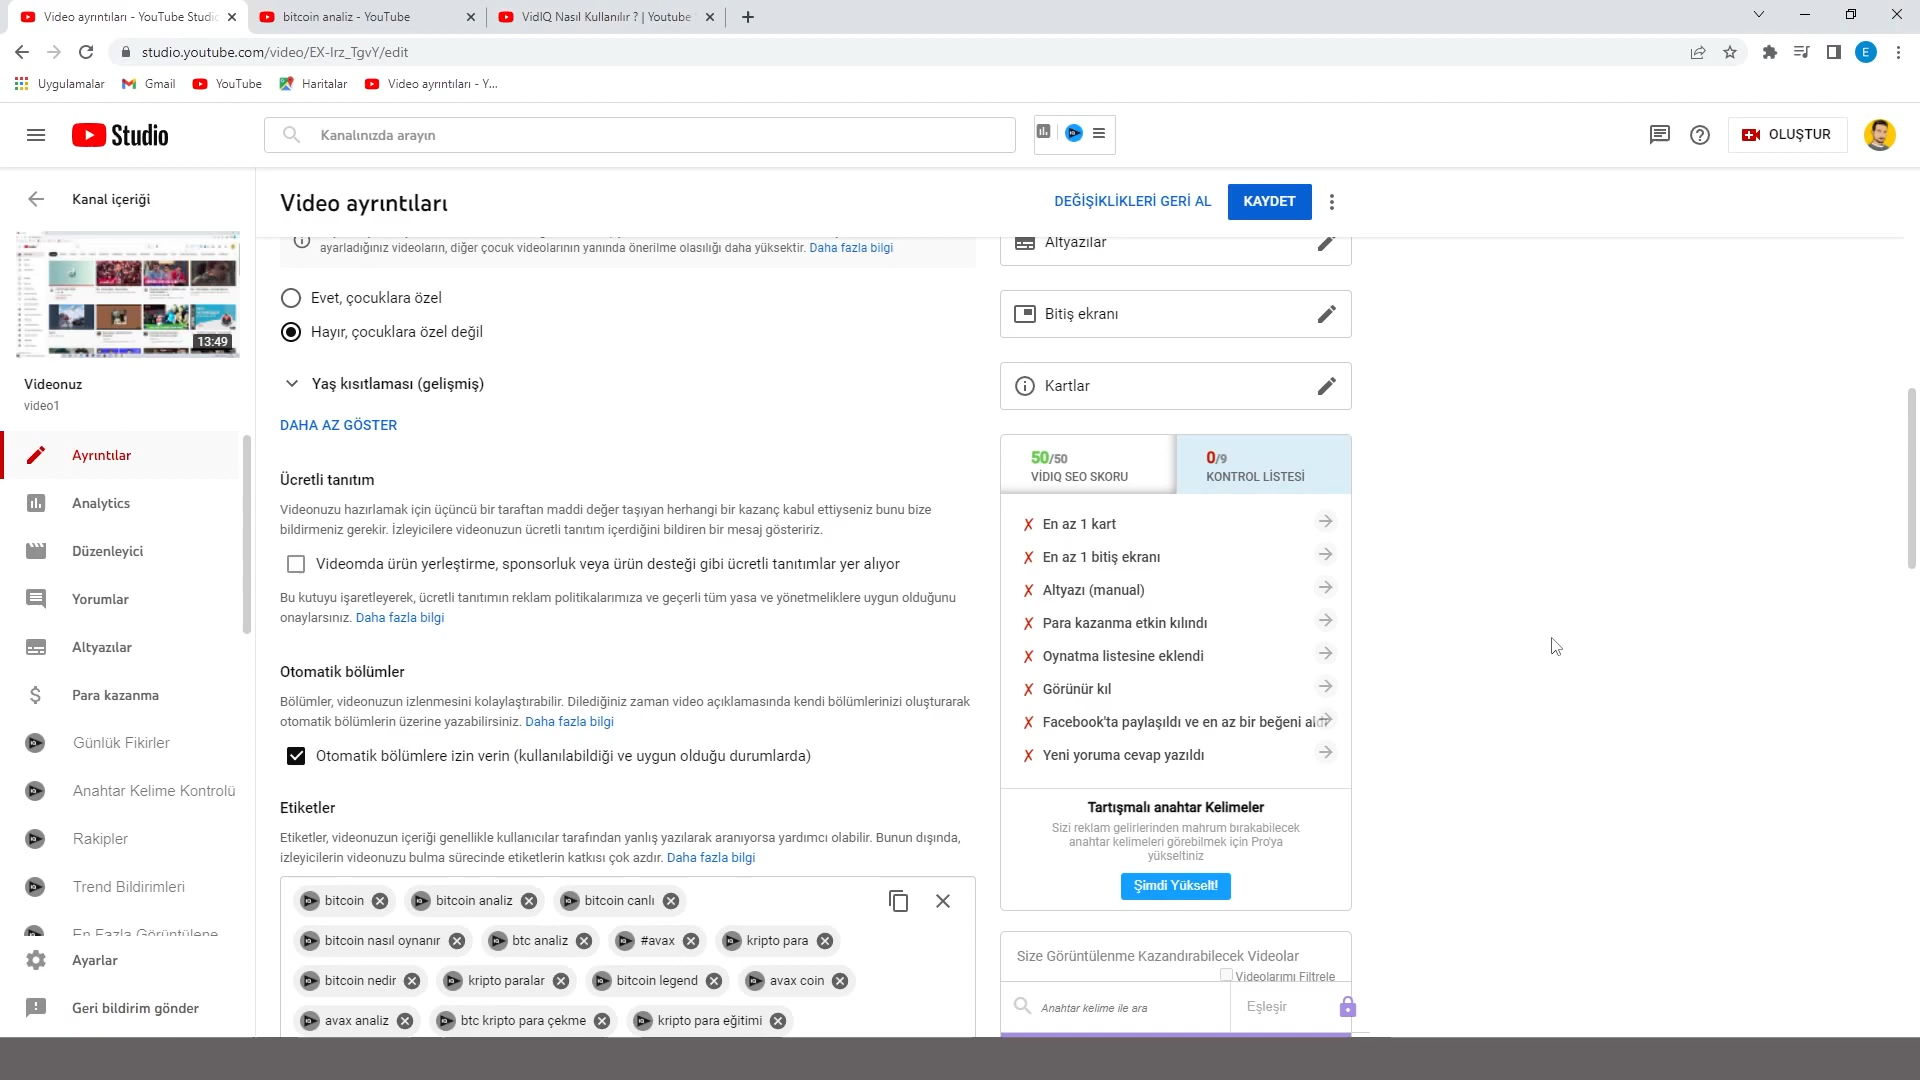 Video ayrıntıları - YouTube Studio
bitcoin analiz - YouTube
VidIQ Nasıl Kullanılır ? | Youtube
studio.youtube.com/video/EX-Irz_TgvY/edit
E
Uygulamalar
Gmail
YouTube
Haritalar
Video ayrıntıları - Y...
Studio
Kanalınızda arayın
OLUŞTUR
Kanal içeriği
13:49
Videonuz
video1
Ayrıntılar
Analytics
Düzenleyici
Yorumlar
Altyazılar
Para kazanma
Günlük Fikirler
Anahtar Kelime Kontrolü
Rakipler
Trend Bildirimleri
En Fazla Görüntülene
Ayarlar
Geri bildirim gönder
Video ayrıntıları
DEĞİŞİKLİKLERİ GERİ AL
KAYDET
ayarladığınız videoların, diğer çocuk videolarının yanında önerilme olasılığı daha yüksektir. Daha fazla bilgi
Evet, çocuklara özel
Hayır, çocuklara özel değil
Yaş kısıtlaması (gelişmiş)
DAHA AZ GÖSTER
Ücretli tanıtım
Videonuzu hazırlamak için üçüncü bir taraftan maddi değer taşıyan herhangi bir kazanç kabul ettiyseniz bunu bize
bildirmeniz gerekir. İzleyicilere videonuzun ücretli tanıtım içerdiğini bildiren bir mesaj gösteririz.
Videomda ürün yerleştirme, sponsorluk veya ürün desteği gibi ücretli tanıtımlar yer alıyor
Bu kutuyu işaretleyerek, ücretli tanıtımın reklam politikalarımıza ve geçerli tüm yasa ve yönetmeliklere uygun olduğunu
onaylarsınız. Daha fazla bilgi
Otomatik bölümler
Bölümler, videonuzun izlenmesini kolaylaştırabilir. Dilediğiniz zaman video açıklamasında kendi bölümlerinizi oluşturarak
otomatik bölümlerin üzerine yazabilirsiniz. Daha fazla bilgi
Otomatik bölümlere izin verin (kullanılabildiği ve uygun olduğu durumlarda)
Etiketler
Etiketler, videonuzun içeriği genellikle kullanıcılar tarafından yanlış yazılarak aranıyorsa yardımcı olabilir. Bunun dışında,
izleyicilerin videonuzu bulma sürecinde etiketlerin katkısı çok azdır. Daha fazla bilgi
bitcoin bitcoin analiz bitcoin canlı
bitcoin nasıl oynanır btc analiz #avax kripto para
bitcoin nedir kripto paralar bitcoin legend avax coin
avax analiz btc kripto para çekme kripto para eğitimi
Altyazılar
Bitiş ekranı
Kartlar
50/50
VİDIQ SEO SKORU
0/9
KONTROL LİSTESİ
X En az 1 kart
X En az 1 bitiş ekranı
X Altyazı (manual)
X Para kazanma etkin kılındı
X Oynatma listesine eklendi
X Görünür kıl
X Facebook'ta paylaşıldı ve en az bir beğeni
X Yeni yoruma cevap yazıldı
Tartışmalı anahtar Kelimeler
Sizi reklam gelirlerinden mahrum bırakabilecek
anahtar kelimeleri görebilmek için Pro'ya
yükseltiniz
Şimdi Yükselt!
Size Görüntülenme Kazandırabilecek Videolar
Videolarımı Filtrele
Anahtar kelime ile ara
Eşleşir